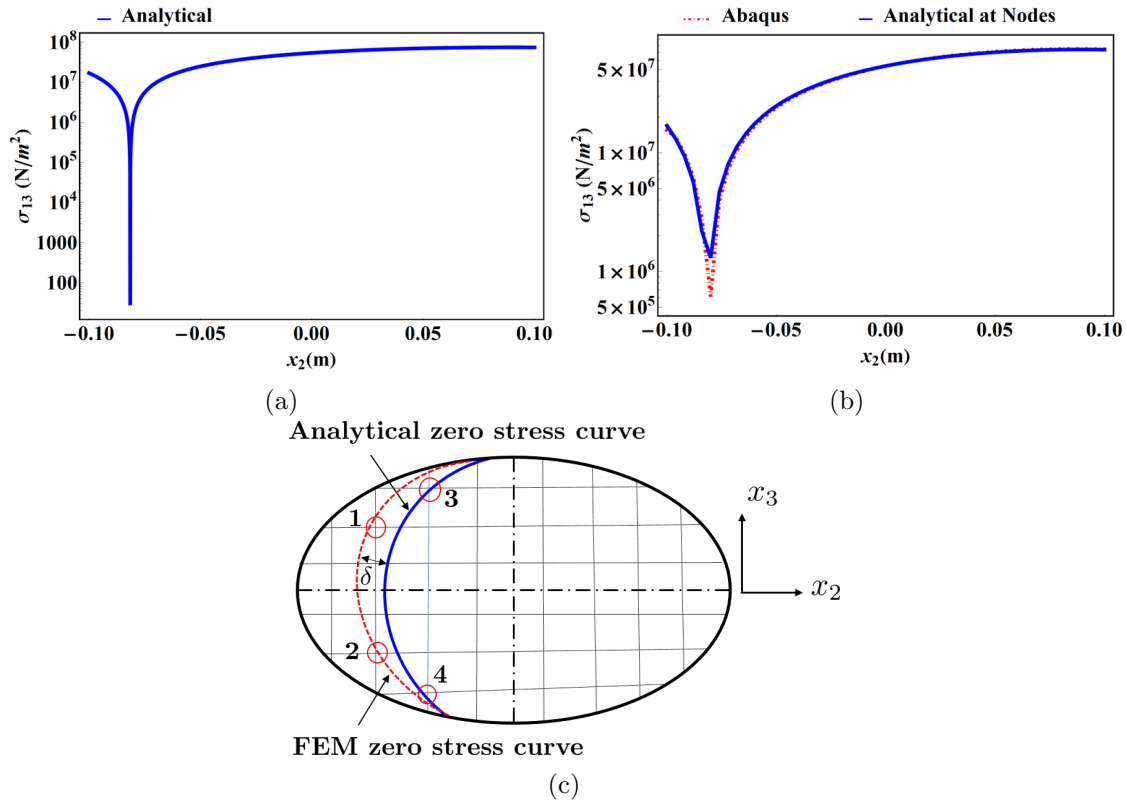 Analytical
10^8
10^7
10^6
10^5
10^4
1000
100
σ13 (N/m^2)
−0.10 −0.05 0.00 0.05 0.10
x2(m)
(a)
Abaqus Analytical at Nodes
5×10^7
1×10^7
5×10^6
1×10^6
5×10^5
σ13 (N/m^2)
−0.10 −0.05 0.00 0.05 0.10
x2(m)
(b)
Analytical zero stress curve
1
3
δ
2
4
x3
x2
FEM zero stress curve
(c)